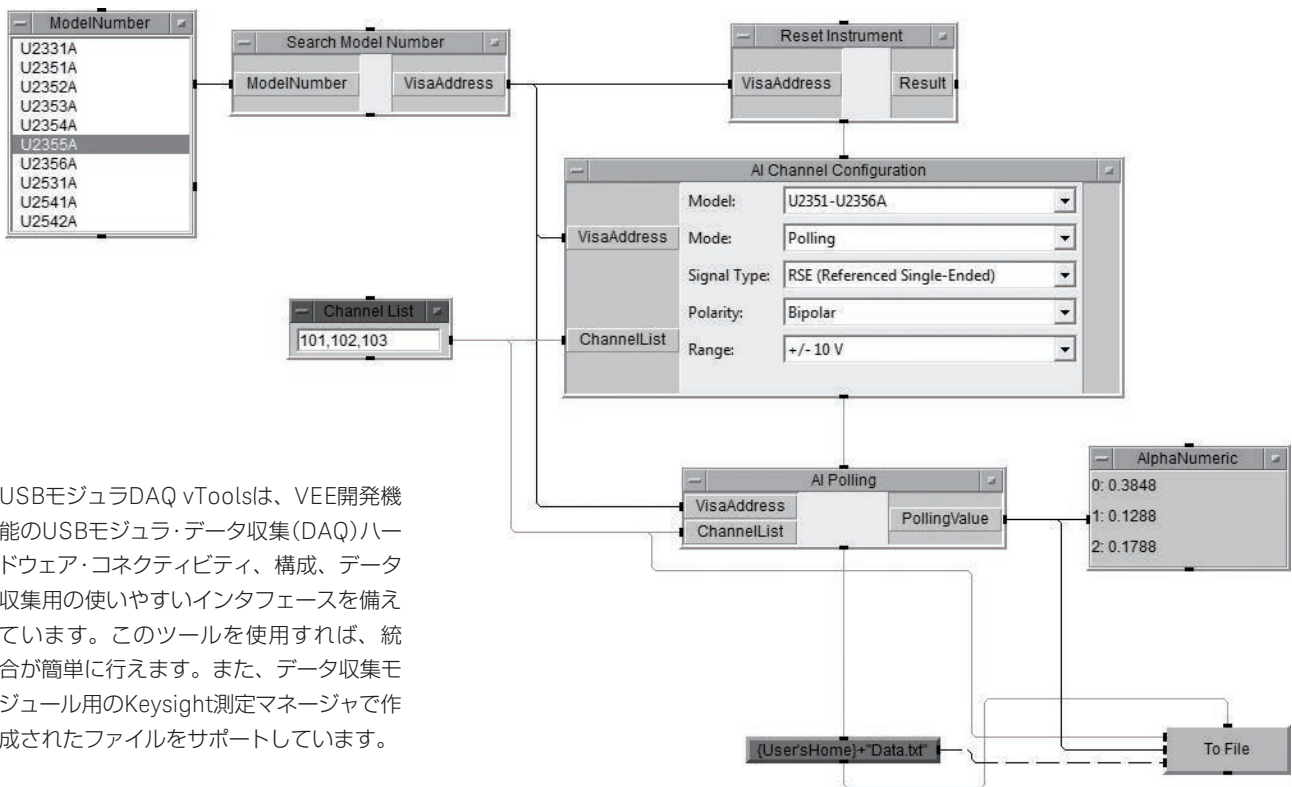 ModelNumber
U2331A
U2351A
U2352A
U2353A
U2354A
U2355A
U2356A
U2531A
U2541A
U2542A
Search Model Number
ModelNumber
VisaAddress
Reset Instrument
VisaAddress
Result
AI Channel Configuration
VisaAddress
ChannelList
Model:
U2351-U2356A
Mode:
Polling
Signal Type:
RSE (Referenced Single-Ended)
Polarity:
Bipolar
Range:
+/- 10 V
Channel List
101,102,103
AI Polling
VisaAddress
ChannelList
PollingValue
AlphaNumeric
0: 0.3848
1: 0.1288
2: 0.1788
USBモジュラDAQ vToolsは、VEE開発機
能のUSBモジュラ・データ収集(DAQ)ハー
ドウェア・コネクティビティ、構成、データ
収集用の使いやすいインタフェースを備え
ています。このツールを使用すれば、統
合が簡単に行えます。また、データ収集モ
ジュール用のKeysight測定マネージャで作
成されたファイルをサポートしています。
{User'sHome}+"Data.txt"
To File